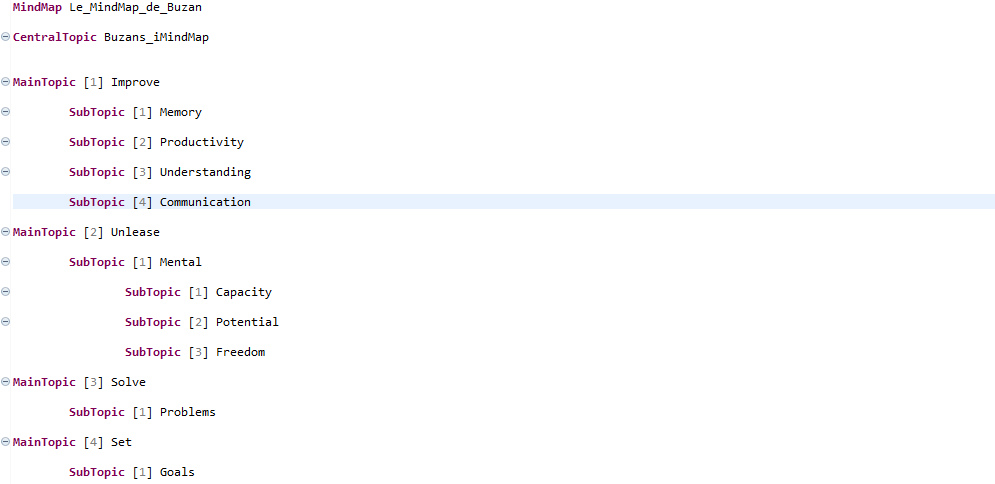 MindMap Le_MindMap_de_Buzan
CentralTopic Buzans_iMindMap
MainTopic [1] Improve
SubTopic [1] Memory
SubTopic [2] Productivity
SubTopic [3] Understanding
SubTopic [4] Communication
MainTopic [2] Unlease
SubTopic [1] Mental
SubTopic [1] Capacity
SubTopic [2] Potential
SubTopic [3] Freedom
MainTopic [3] Solve
SubTopic [1] Problems
MainTopic [4] Set
SubTopic [1] Goals